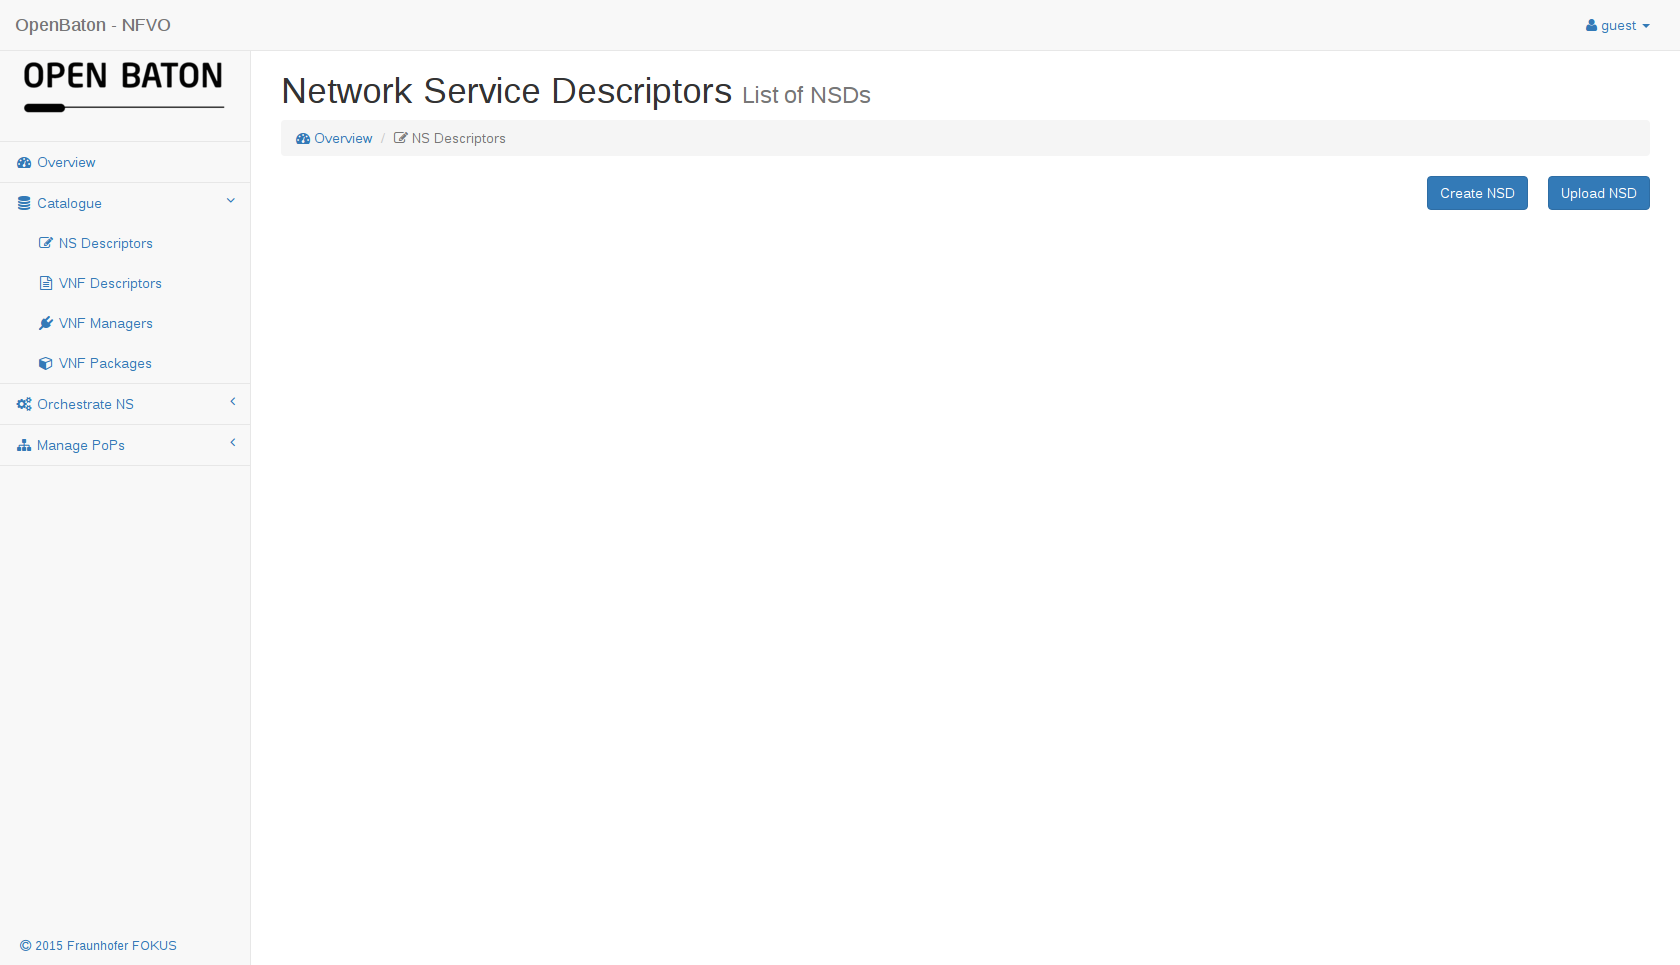 OpenBaton - NFVO
guest
OPEN BATON
Overview
Catalogue
NS Descriptors
VNF Descriptors
VNF Managers
VNF Packages
Orchestrate NS
Manage PoPs
© 2015 Fraunhofer FOKUS
Network Service Descriptors List of NSDs
Overview / NS Descriptors
Create NSD Upload NSD